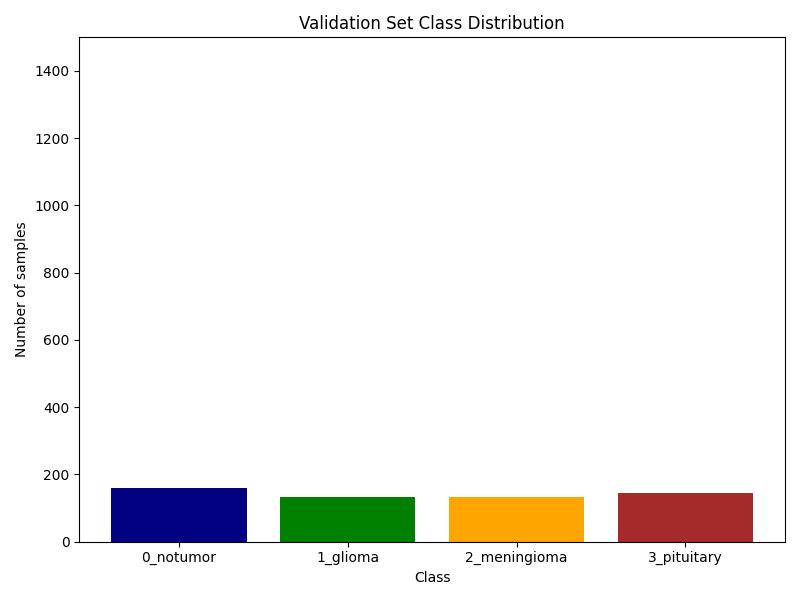 Validation Set Class Distribution
1400
1200
1000
800
600
400
200
0
Number of samples
0_notumor 1_glioma 2_meningioma 3_pituitary
Class